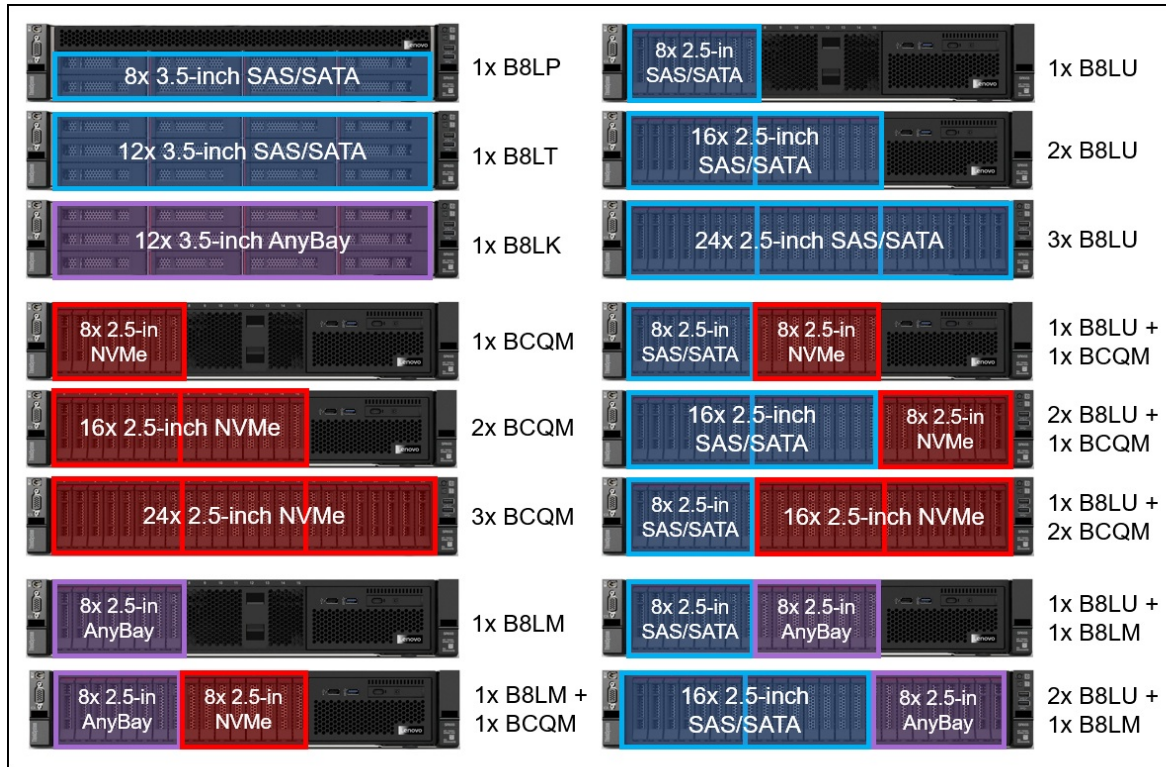 8x 3.5-inch SAS/SATA
1x B8LP
12x 3.5-inch SAS/SATA
1x B8LT
12x 3.5-inch AnyBay
1x B8LK
8x 2.5-in
NVMe
1x BCQM
16x 2.5-inch NVMe
2x BCQM
24x 2.5-inch NVMe
3x BCQM
8x 2.5-in
AnyBay
1x B8LM
8x 2.5-in
AnyBay
8x 2.5-in
NVMe
1x B8LM +
1x BCQM
8x 2.5-in
SAS/SATA
1x B8LU
16x 2.5-inch
SAS/SATA
2x B8LU
24x 2.5-inch SAS/SATA
3x B8LU
8x 2.5-in
SAS/SATA
8x 2.5-in
NVMe
1x B8LU +
1x BCQM
16x 2.5-inch
SAS/SATA
8x 2.5-in
NVMe
2x B8LU +
1x BCQM
8x 2.5-in
SAS/SATA
16x 2.5-inch NVMe
1x B8LU +
2x BCQM
8x 2.5-in
SAS/SATA
8x 2.5-in
AnyBay
1x B8LU +
1x B8LM
16x 2.5-inch
SAS/SATA
8x 2.5-in
AnyBay
2x B8LU +
1x B8LM